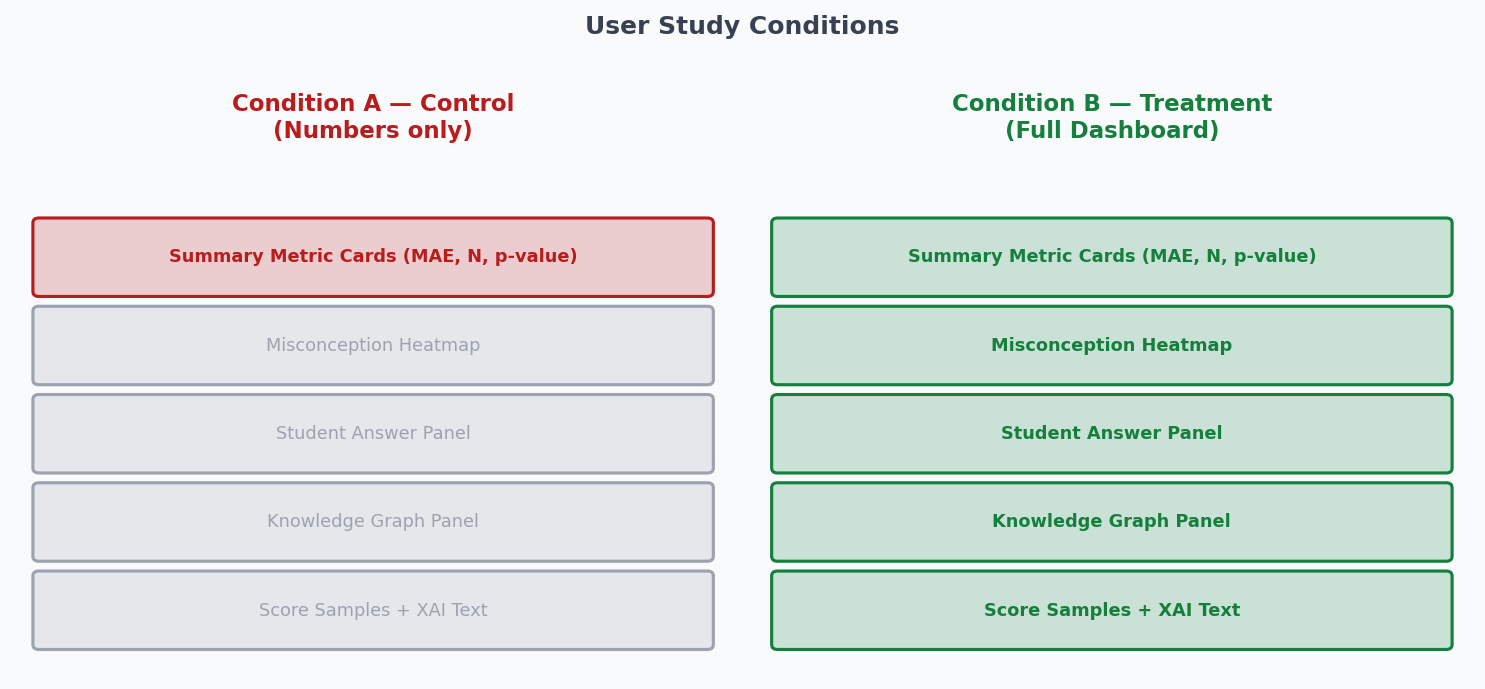 User Study Conditions
Condition A — Control
(Numbers only)
Summary Metric Cards (MAE, N, p-value)
Misconception Heatmap
Student Answer Panel
Knowledge Graph Panel
Score Samples + XAI Text
Condition B — Treatment
(Full Dashboard)
Summary Metric Cards (MAE, N, p-value)
Misconception Heatmap
Student Answer Panel
Knowledge Graph Panel
Score Samples + XAI Text